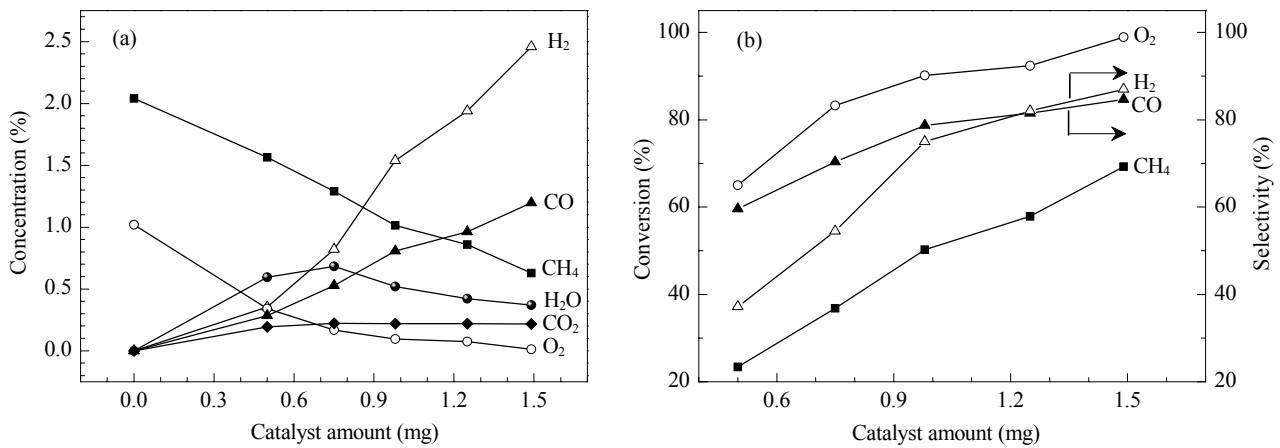 (a)
H₂
CO
CH₄
H₂O
CO₂
O₂
Concentration (%)
2.5
2.0
1.5
1.0
0.5
0.0
0.0 0.3 0.6 0.9 1.2 1.5
Catalyst amount (mg)
(b)
O₂
H₂
CO
CH₄
Conversion (%)
100
80
60
40
20
Selectivity (%)
100
80
60
40
20
0.6 0.9 1.2 1.5
Catalyst amount (mg)